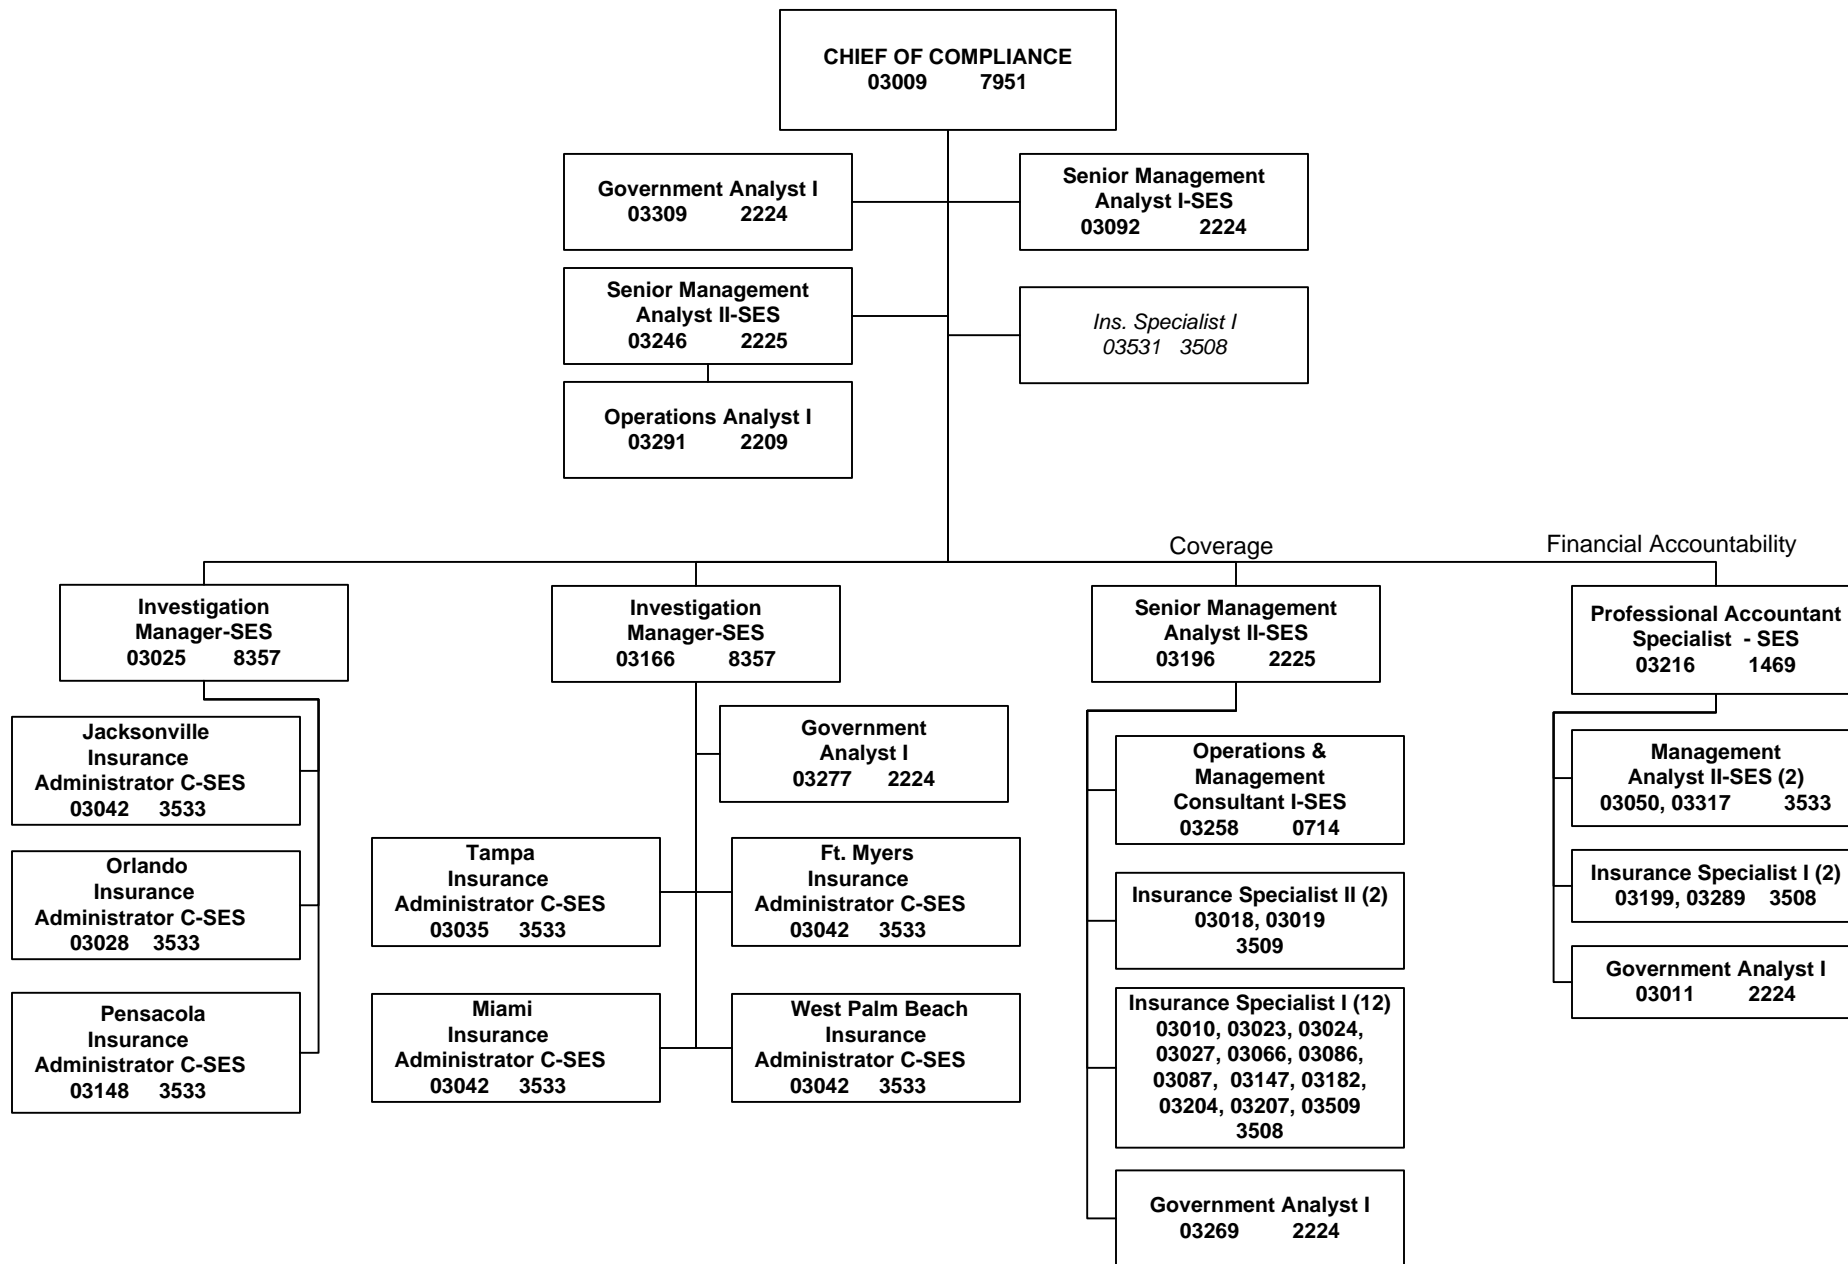 CHIEF OF COMPLIANCE
03009 7951
Government Analyst I
03309 2224
Senior Management
Analyst I-SES
03092 2224
Senior Management
Analyst II-SES
03246 2225
Ins. Specialist I
03531 3508
Operations Analyst I
03291 2209
Coverage
Financial Accountability
Investigation
Manager-SES
03025 8357
Investigation
Manager-SES
03166 8357
Senior Management
Analyst II-SES
03196 2225
Professional Accountant
Specialist - SES
03216 1469
Jacksonville
Insurance
Administrator C-SES
03042 3533
Orlando
Insurance
Administrator C-SES
03028 3533
Pensacola
Insurance
Administrator C-SES
03148 3533
Government
Analyst I
03277 2224
Tampa
Insurance
Administrator C-SES
03035 3533
Ft. Myers
Insurance
Administrator C-SES
03042 3533
Miami
Insurance
Administrator C-SES
03042 3533
West Palm Beach
Insurance
Administrator C-SES
03042 3533
Operations &
Management
Consultant I-SES
03258 0714
Insurance Specialist II (2)
03018, 03019
3509
Insurance Specialist I (12)
03010, 03023, 03024,
03027, 03066, 03086,
03087, 03147, 03182,
03204, 03207, 03509
3508
Government Analyst I
03269 2224
Management
Analyst II-SES (2)
03050, 03317 3533
Insurance Specialist I (2)
03199, 03289 3508
Government Analyst I
03011 2224